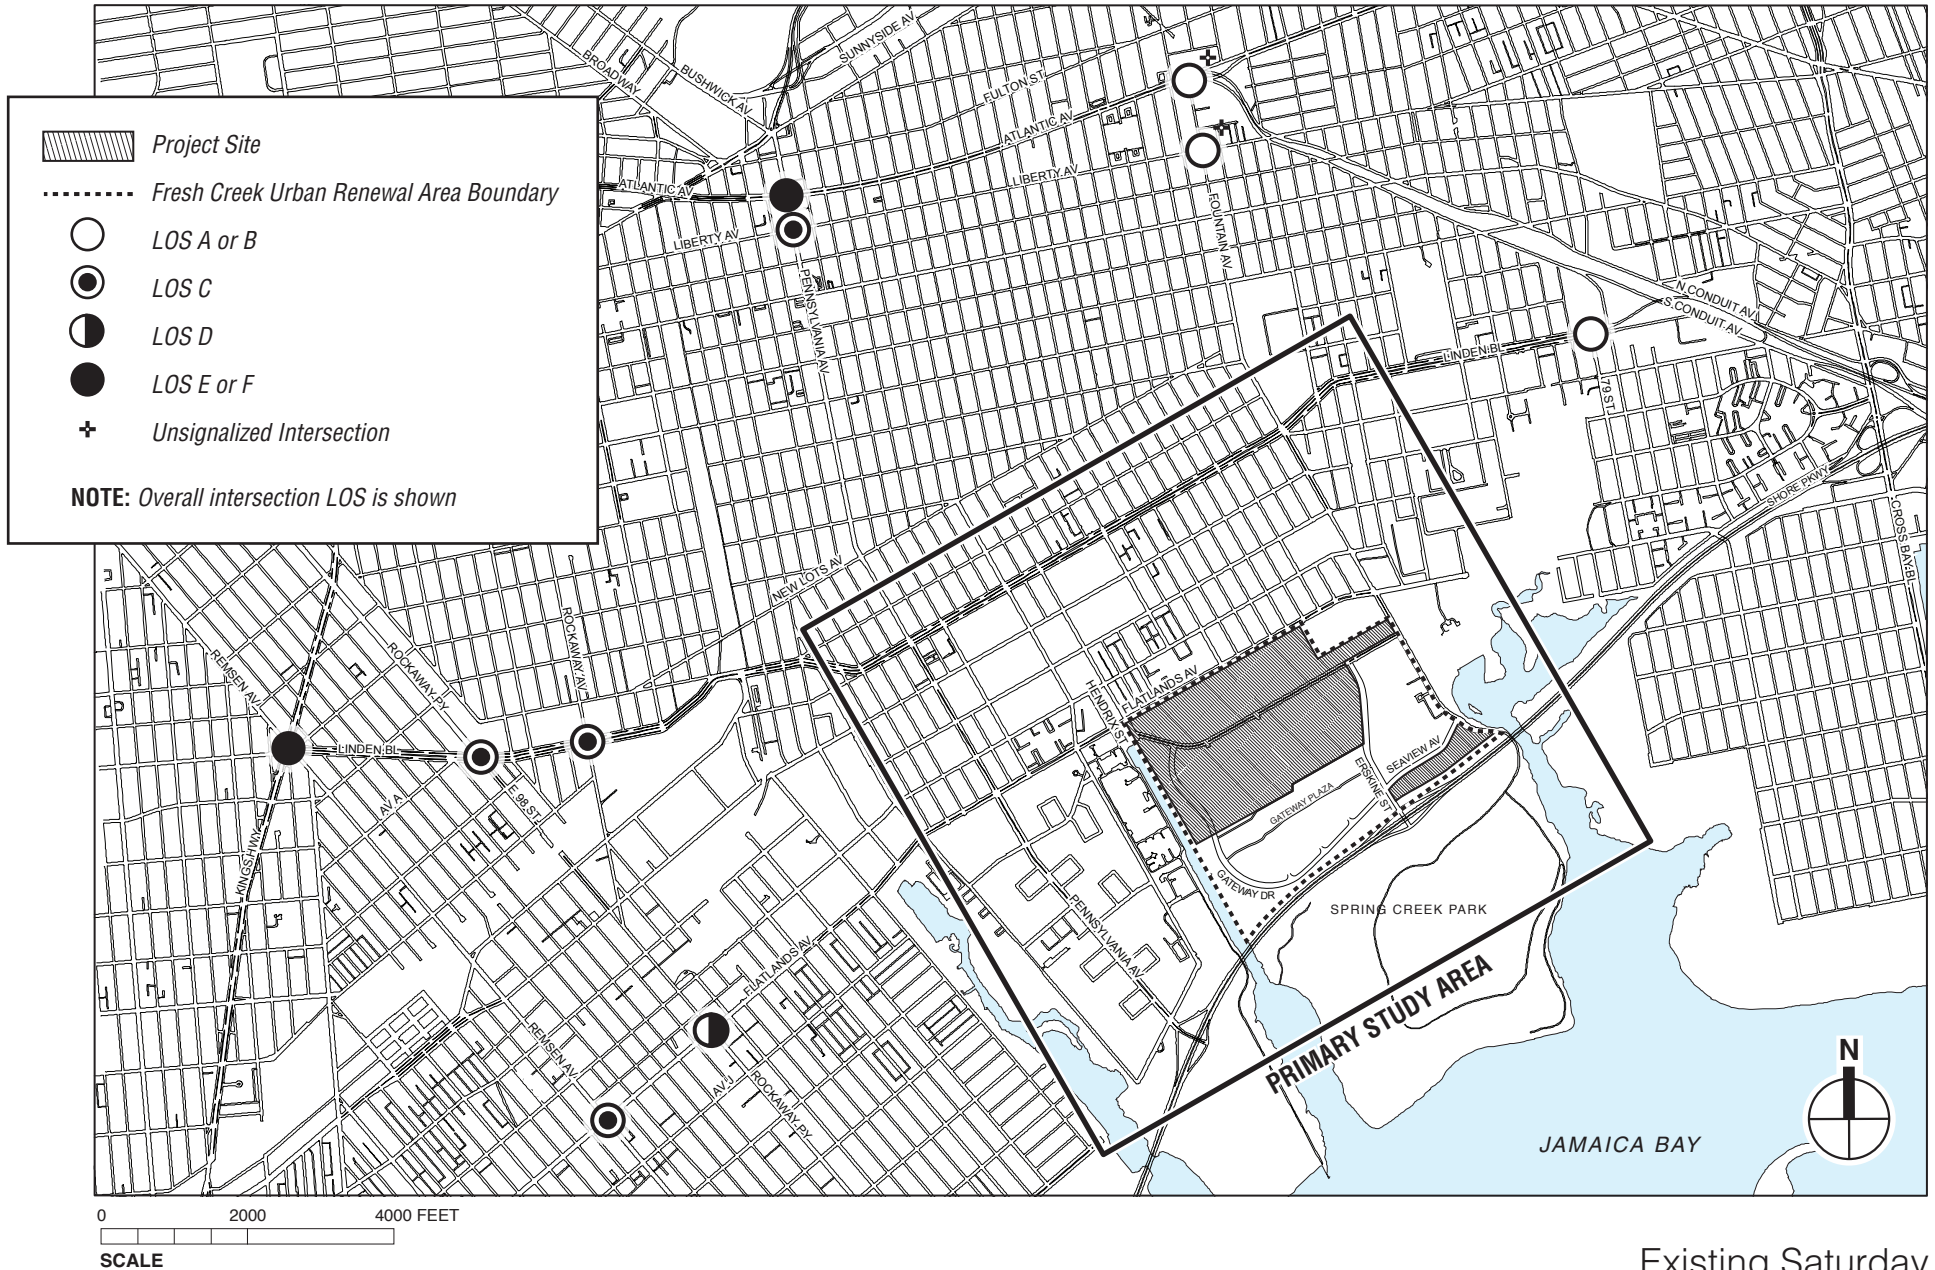 Project Site
Fresh Creek Urban Renewal Area Boundary
LOS A or B
LOS C
LOS D
LOS E or F
Unsignalized Intersection
NOTE: Overall intersection LOS is shown
BROADWAY
BUSHWICK AV
SUNNYSIDE AV
FULTON ST
ATLANTIC AV
ATLANTIC AV
LIBERTY AV
LIBERTY AV
FOUNTAIN AV
PENNSYLVANIA AV
N CONDUIT AV
S CONDUIT AV
LINDEN BL
79 ST
SHORE PKWY
CROSS BAY BL
NEW LOTS AV
ROCKAWAY AV
ROCKAWAY PY
REMSEN AV
LINDEN BL
AV A
E 98 ST
KINGS HWY
HENDRIX ST
FLATLANDS AV
SEAVIEW AV
ERSKINE ST
GATEWAY PLAZA
GATEWAY DR
SPRING CREEK PARK
PENNSYLVANIA AV
FLATLANDS AV
REMSEN AV
AV J
ROCKAWAY PY
PRIMARY STUDY AREA
JAMAICA BAY
N
0 2000 4000 FEET
SCALE
Existing Saturday